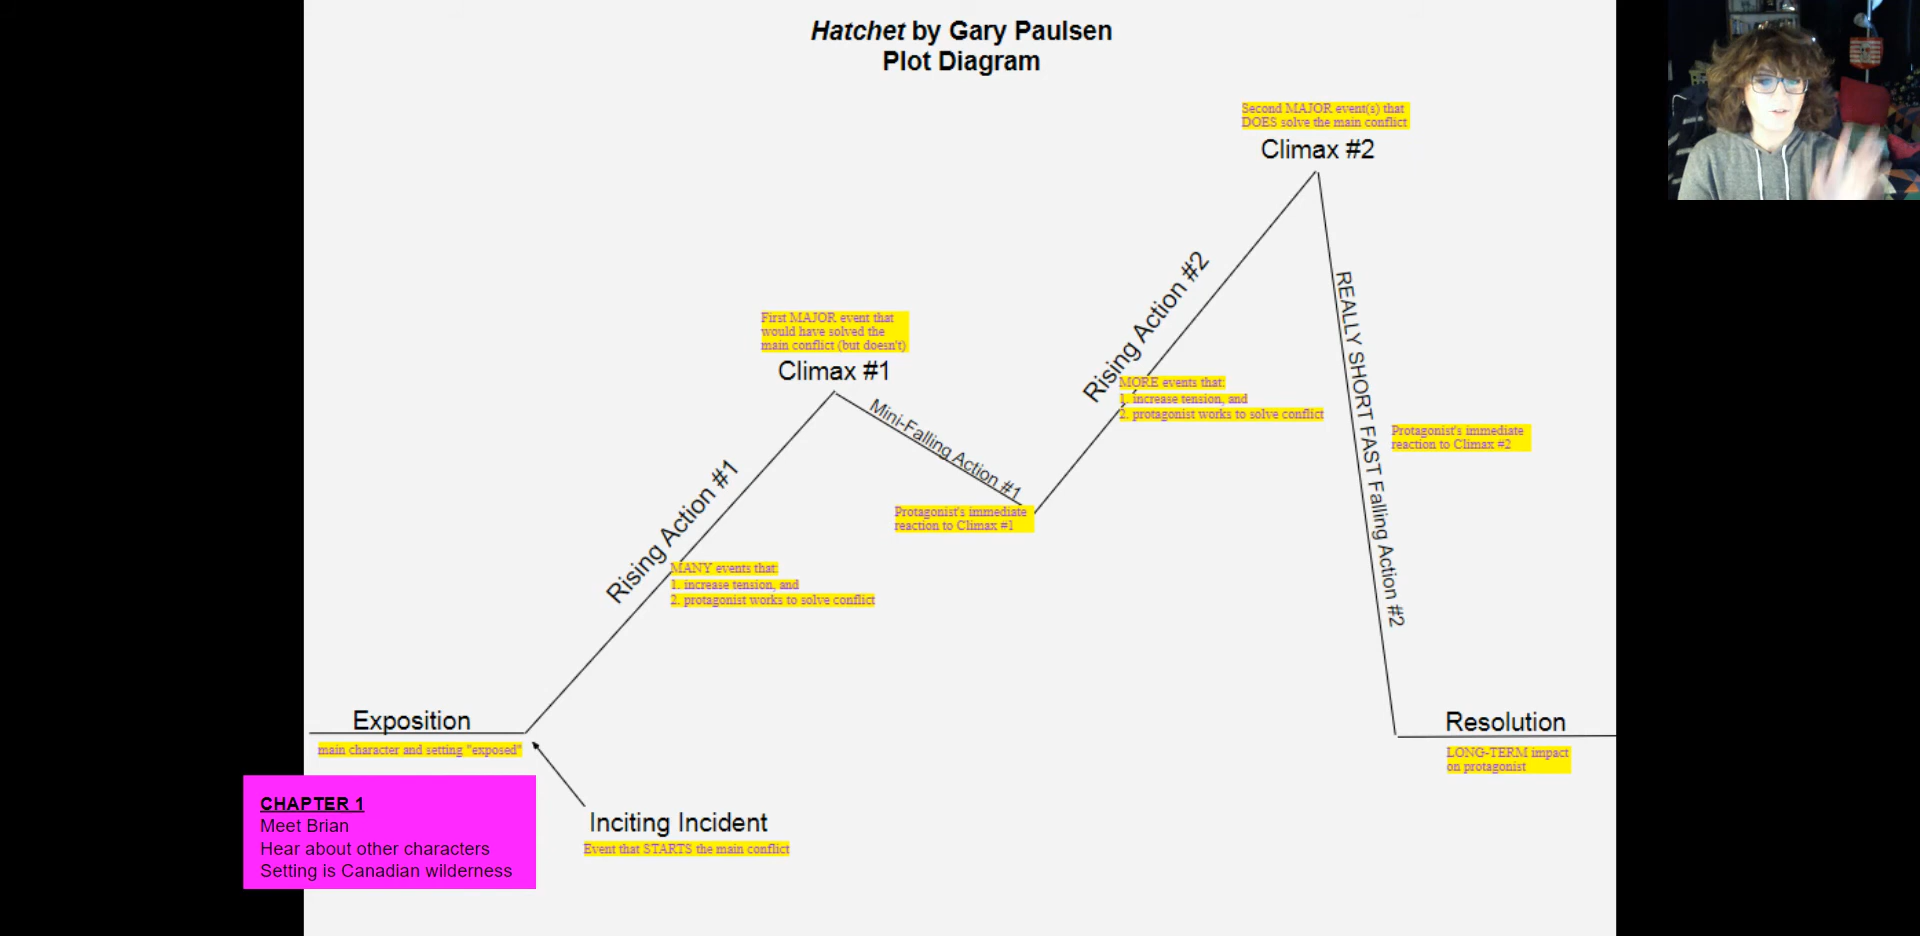 Hatchet by Gary Paulsen
Plot Diagram
Second MAJOR event(s) that
DOES solve the main conflict
Climax #2
First MAJOR event that
would have solved the
main conflict (but doesn't)
Climax #1
Mini-Falling Action #1
Rising Action #2
MORE events that:
1. increase tension, and
2. protagonist works to solve conflict
REALLY SHORT FAST Falling Action #2
Protagonist's immediate
reaction to Climax #2
Rising Action #1
Protagonist's immediate
reaction to Climax #1
MANY events that:
1. increase tension, and
2. protagonist works to solve conflict
Exposition
main character and setting "exposed"
Resolution
LONG-TERM impact
on protagonist
CHAPTER 1
Meet Brian
Hear about other characters
Setting is Canadian wilderness
Inciting Incident
Event that STARTS the main conflict